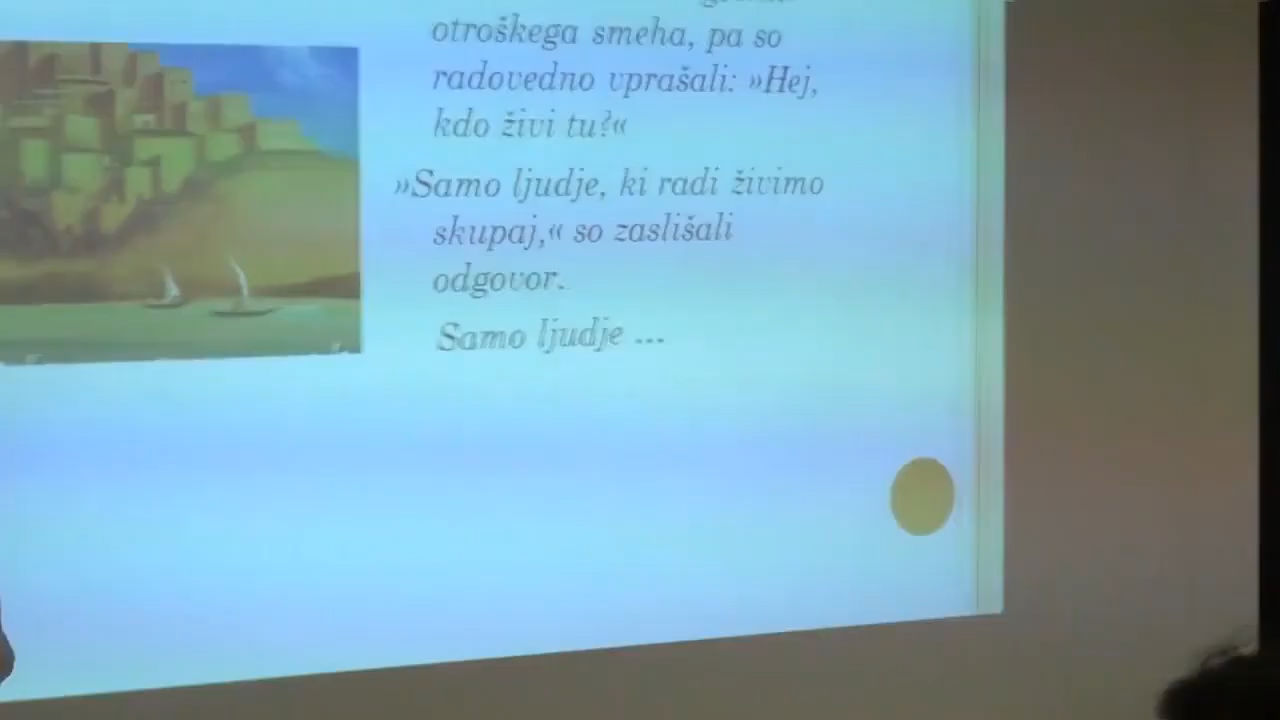 otroškega smeha, pa so
radovedno vprašali: »Hej,
kdo živi tu?«
»Samo ljudje, ki radi živimo
skupaj,« so zaslišali
odgovor.
Samo ljudje ...